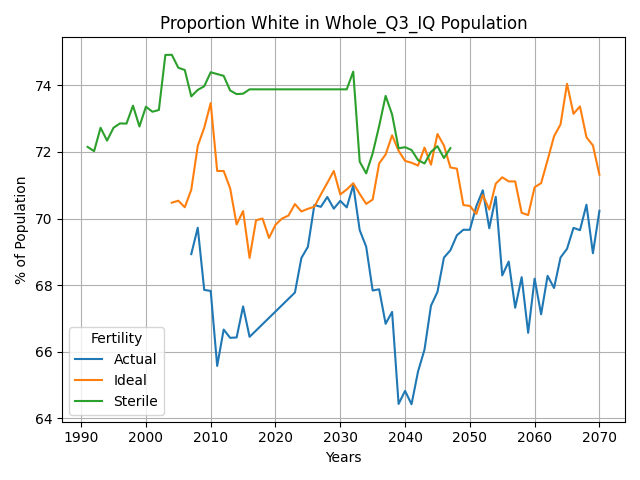 Proportion White in Whole_Q3_IQ Population
% of Population
74
72
70
68
66
64
Fertility
Actual
Ideal
Sterile
1990 2000 2010 2020 2030 2040 2050 2060 2070
Years